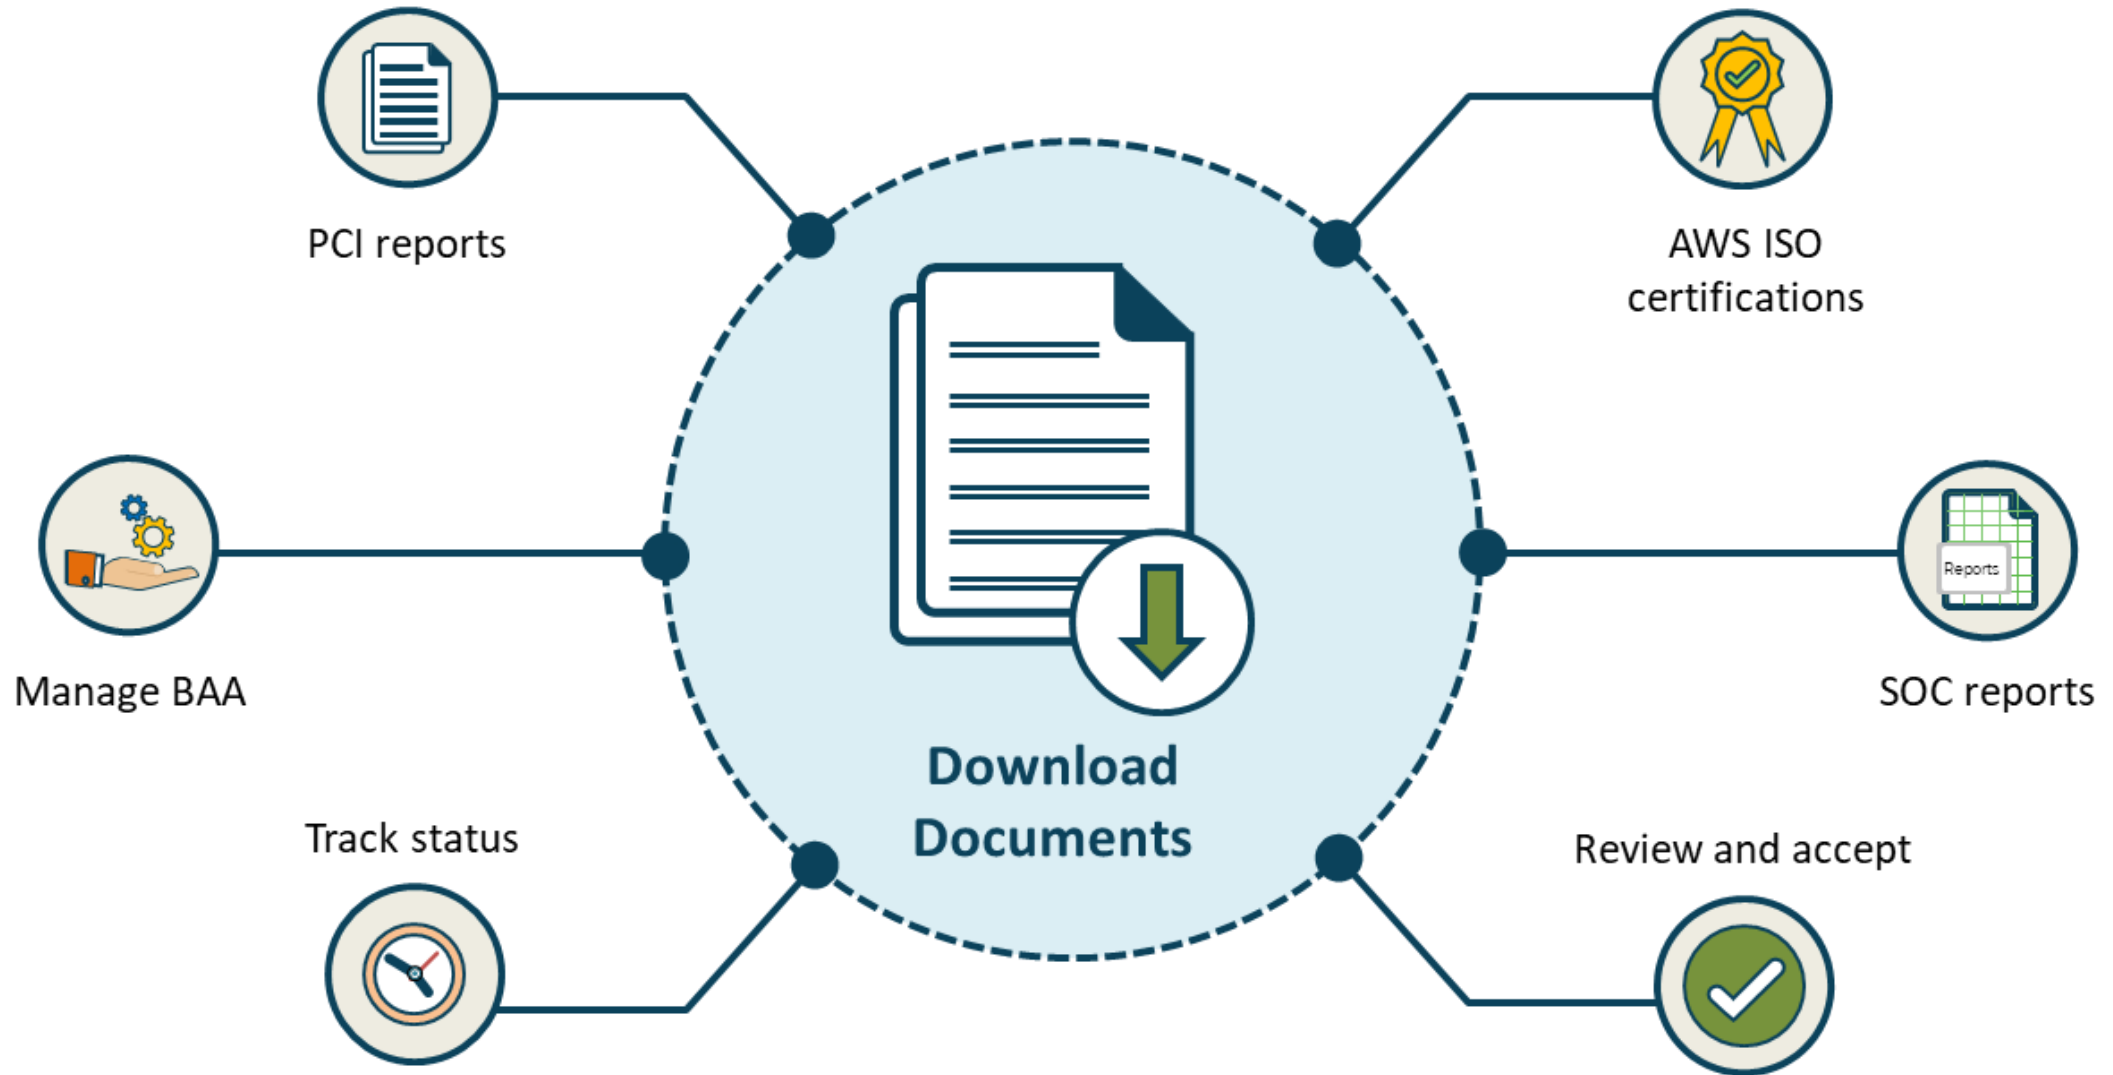 PCI reports
AWS ISO
certifications
Manage BAA
Reports
SOC reports
Download
Documents
Track status
Review and accept